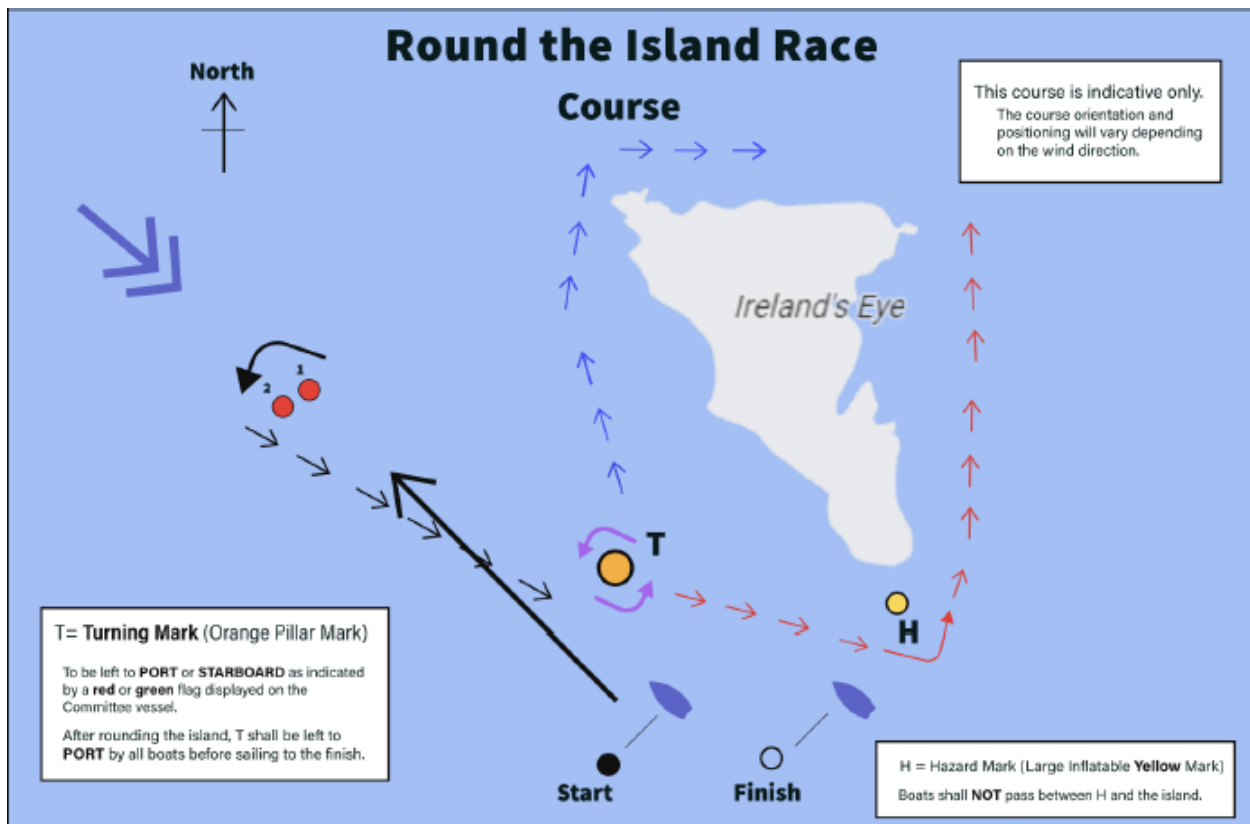 Round the Island Race
Course
North
This course is indicative only.
The course orientation and
positioning will vary depending
on the wind direction.
Ireland's Eye
1
2
T
H
T= Turning Mark (Orange Pillar Mark)
To be left to PORT or STARBOARD as indicated
by a red or green flag displayed on the
Committee vessel.
After rounding the island, T shall be left to
PORT by all boats before sailing to the finish.
Start
Finish
H = Hazard Mark (Large Inflatable Yellow Mark)
Boats shall NOT pass between H and the island.